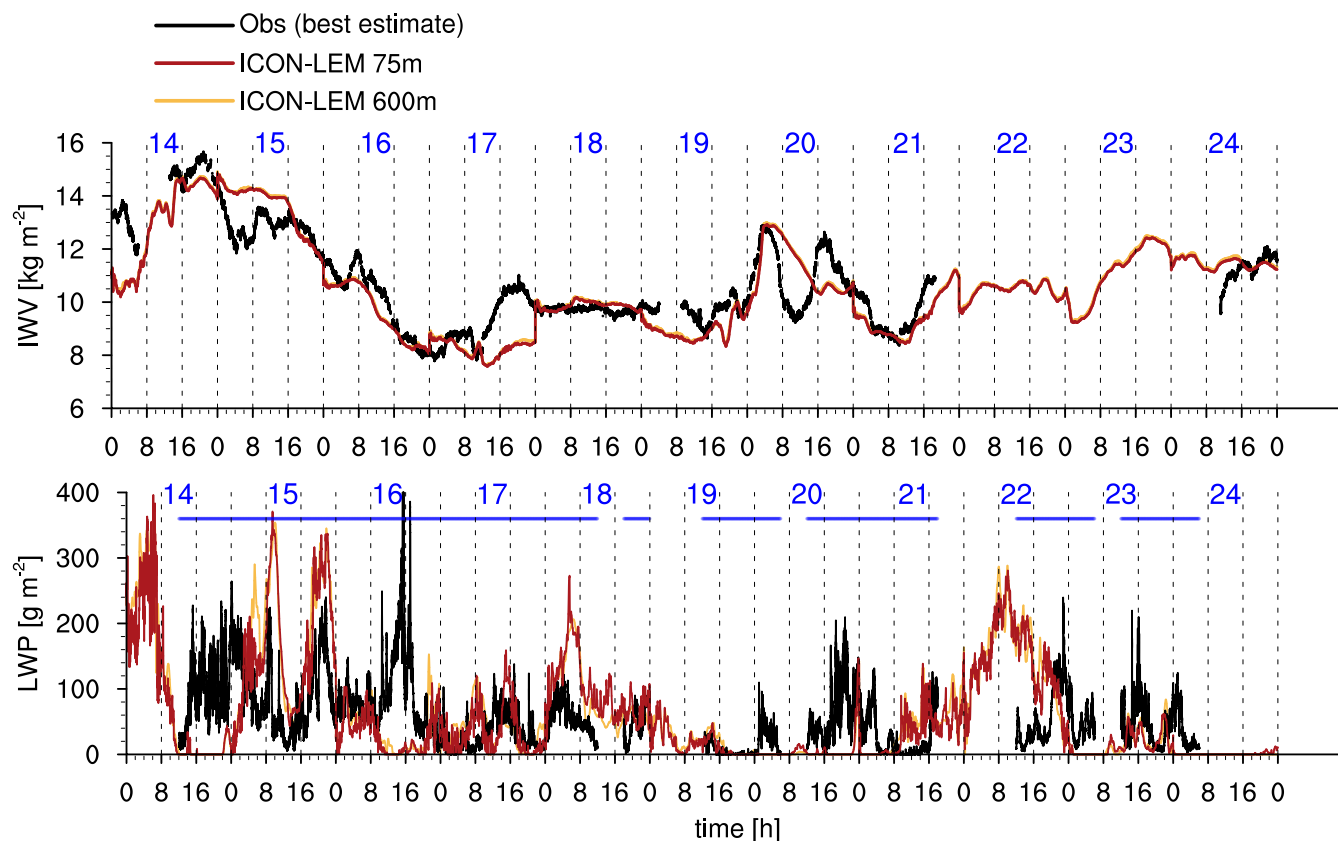 Obs (best estimate)
ICON-LEM 75m
ICON-LEM 600m
14 15 16 17 18 19 20 21 22 23 24
16
14
12
10
8
6
IWV [kg m⁻²]
0 8 16 0 8 16 0 8 16 0 8 16 0 8 16 0 8 16 0 8 16 0 8 16 0 8 16 0 8 16 0 8 16 0
14 15 16 17 18 19 20 21 22 23 24
400
300
200
100
0
LWP [g m⁻²]
0 8 16 0 8 16 0 8 16 0 8 16 0 8 16 0 8 16 0 8 16 0 8 16 0 8 16 0 8 16 0 8 16 0
time [h]